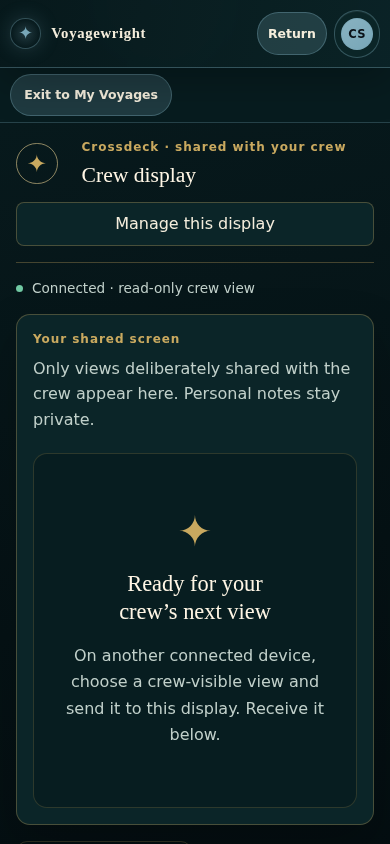 Voyagewright
Return
CS
Exit to My Voyages
Crossdeck · shared with your crew
Crew display
Manage this display
Connected · read-only crew view
Your shared screen
Only views deliberately shared with the
crew appear here. Personal notes stay
private.
Ready for your
crew’s next view
On another connected device,
choose a crew-visible view and
send it to this display. Receive it
below.